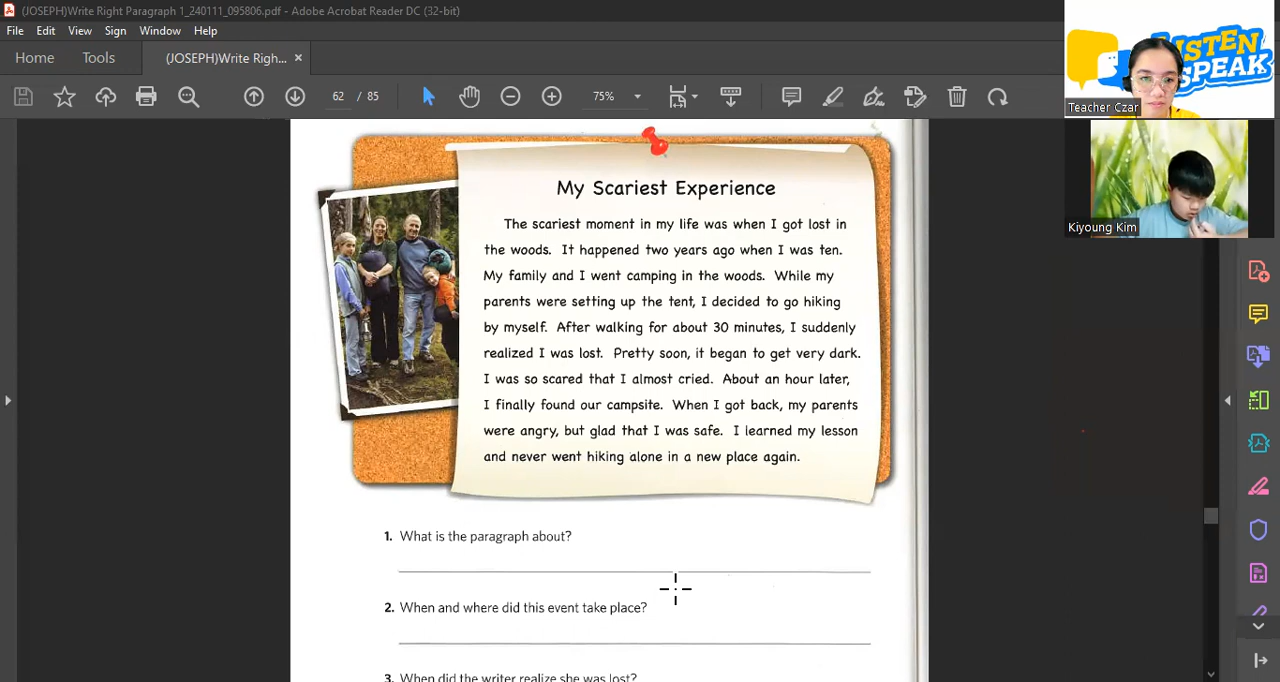 (JOSEPH)Write Right Paragraph 1_240111_095806.pdf - Adobe Acrobat Reader DC (32-bit)
File Edit View Sign Window Help
Home Tools (JOSEPH)Write Righ... ×
62 / 85 75%
LISTEN
SPEAK
Teacher Czar
Kiyoung Kim
My Scariest Experience
The scariest moment in my life was when I got lost in
the woods. It happened two years ago when I was ten.
My family and I went camping in the woods. While my
parents were setting up the tent, I decided to go hiking
by myself. After walking for about 30 minutes, I suddenly
realized I was lost. Pretty soon, it began to get very dark.
I was so scared that I almost cried. About an hour later,
I finally found our campsite. When I got back, my parents
were angry, but glad that I was safe. I learned my lesson
and never went hiking alone in a new place again.
1. What is the paragraph about?
2. When and where did this event take place?
3. When did the writer realize she was lost?